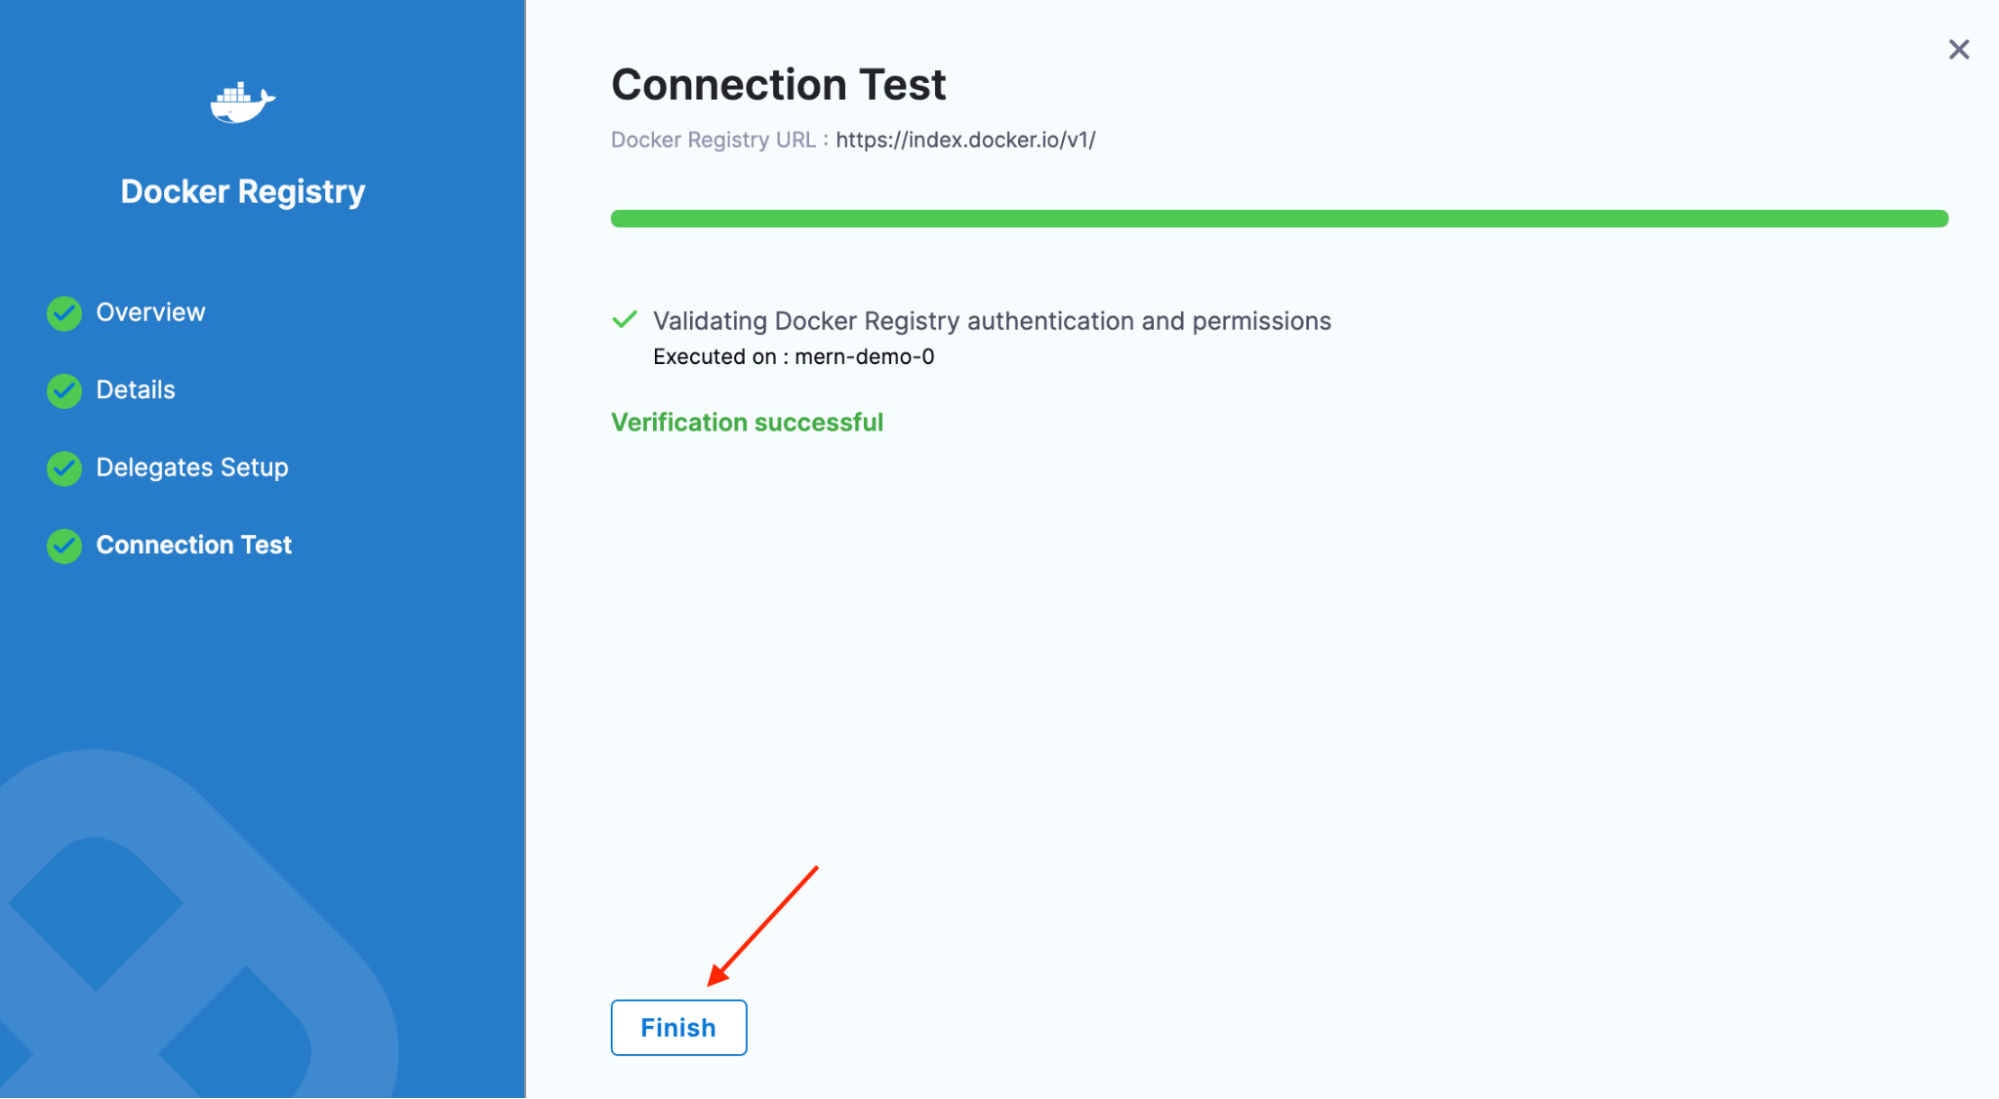 Docker Registry
Overview
Details
Delegates Setup
Connection Test
Connection Test
Docker Registry URL : https://index.docker.io/v1/
Validating Docker Registry authentication and permissions
Executed on : mern-demo-0
Verification successful
Finish